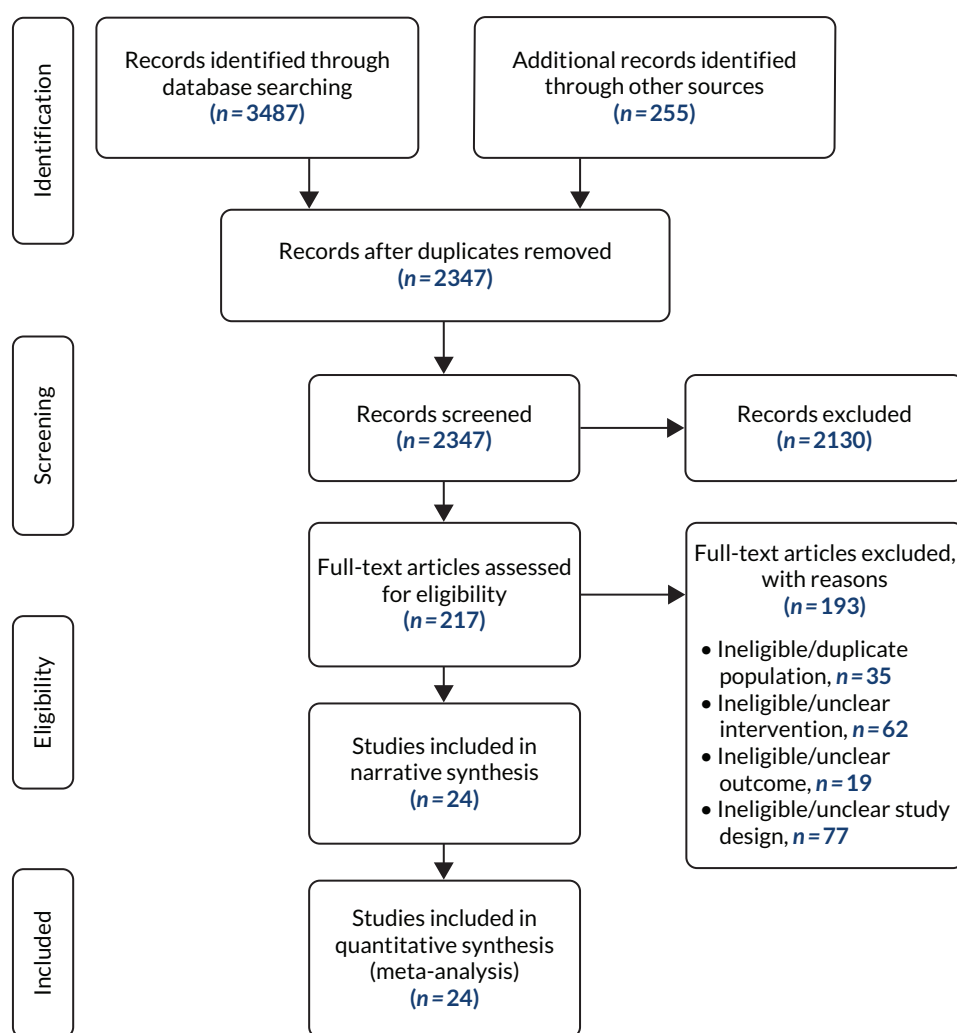 Identification
Records identified through
database searching
(n=3487)
Additional records identified
through other sources
(n=255)
Records after duplicates removed
(n=2347)
Screening
Records screened
(n=2347)
Records excluded
(n=2130)
Eligibility
Full-text articles assessed
for eligibility
(n=217)
Full-text articles excluded,
with reasons
(n=193)
• Ineligible/duplicate
population, n=35
• Ineligible/unclear
intervention, n=62
• Ineligible/unclear
outcome, n=19
• Ineligible/unclear study
design, n=77
Studies included in
narrative synthesis
(n=24)
Included
Studies included in
quantitative synthesis
(meta-analysis)
(n=24)